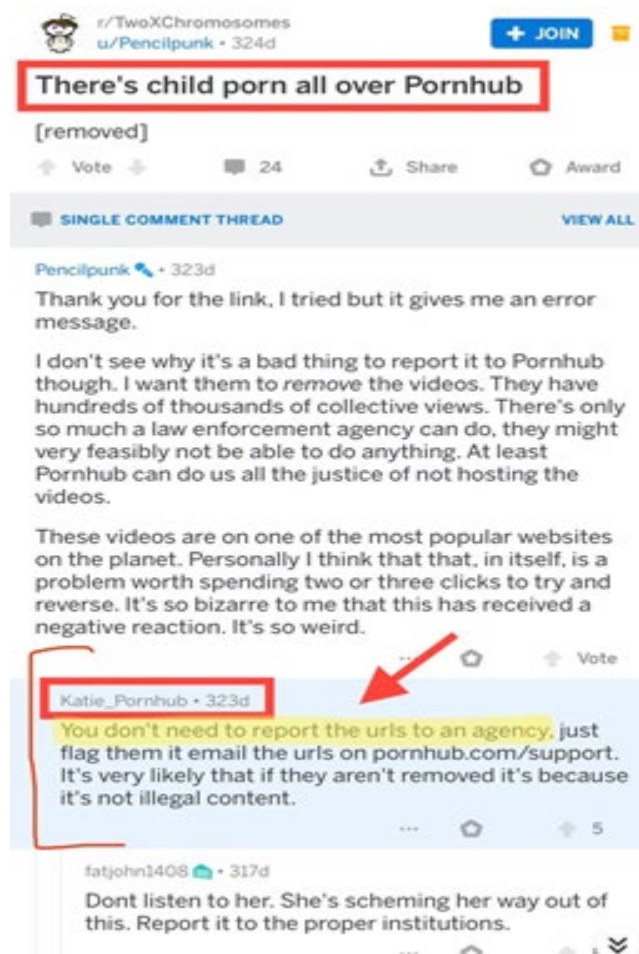 r/TwoXChromosomes
u/Pencilpunk • 324d
+ JOIN
There's child porn all over Pornhub
[removed]
Vote
24
Share
Award
SINGLE COMMENT THREAD
VIEW ALL
Pencilpunk • 323d
Thank you for the link, I tried but it gives me an error
message.
I don't see why it's a bad thing to report it to Pornhub
though. I want them to remove the videos. They have
hundreds of thousands of collective views. There's only
so much a law enforcement agency can do, they might
very feasibly not be able to do anything. At least
Pornhub can do us all the justice of not hosting the
videos.
These videos are on one of the most popular websites
on the planet. Personally I think that that, in itself, is a
problem worth spending two or three clicks to try and
reverse. It's so bizarre to me that this has received a
negative reaction. It's so weird.
Vote
Katie_Pornhub • 323d
You don't need to report the urls to an agency, just
flag them it email the urls on pornhub.com/support.
It's very likely that if they aren't removed it's because
it's not illegal content.
5
fatjohn1408 • 317d
Dont listen to her. She's scheming her way out of
this. Report it to the proper institutions.